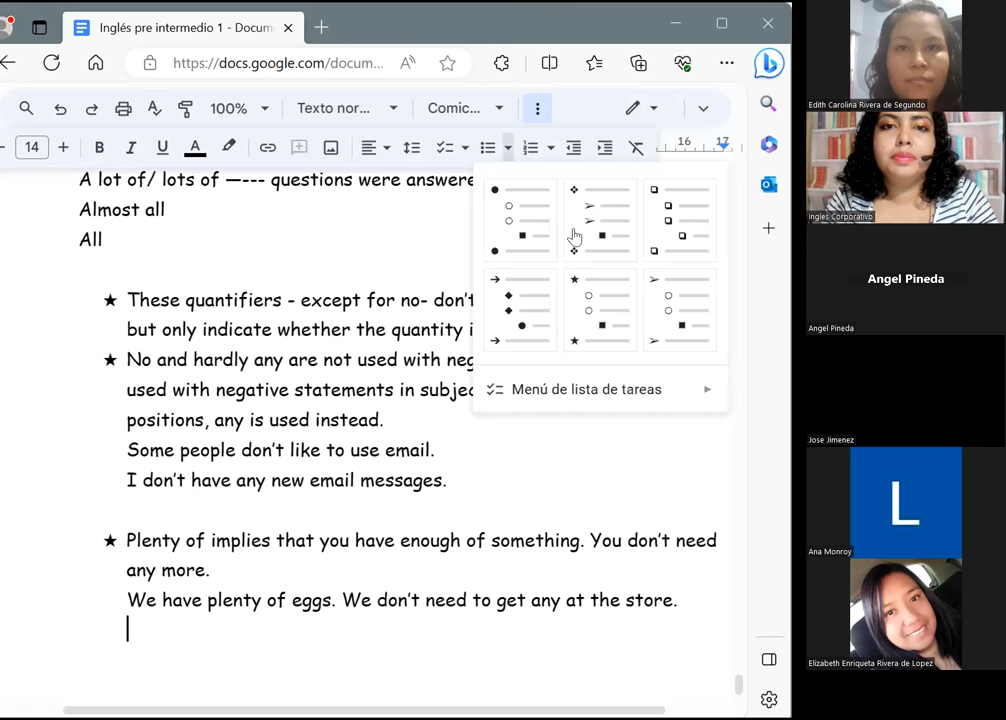 Inglés pre intermedio 1 - Docum
https://docs.google.com/docum...
100%
Texto nor...
Comic...
14
16
17
A lot of/ lots of —--- questions were answere
Almost all
All
★ These quantifiers - except for no- don't
but only indicate whether the quantity i
★ No and hardly any are not used with neg
used with negative statements in subjec
positions, any is used instead.
Some people don't like to use email.
I don't have any new email messages.
★ Plenty of implies that you have enough of something. You don't need
any more.
We have plenty of eggs. We don't need to get any at the store.
Menú de lista de tareas
Edith Carolina Rivera de Segundo
Ingles Corporativo
Angel Pineda
Angel Pineda
Jose Jimenez
L
Ana Monroy
Elizabeth Enriqueta Rivera de Lopez